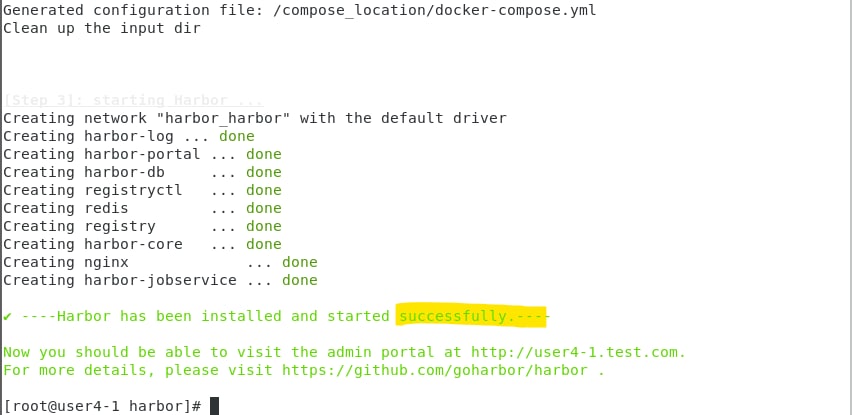 Generated configuration file: /compose_location/docker-compose.yml
Clean up the input dir
[Step 3]: starting Harbor ...
Creating network "harbor_harbor" with the default driver
Creating harbor-log ... done
Creating harbor-portal ... done
Creating harbor-db     ... done
Creating registryctl   ... done
Creating redis         ... done
Creating registry      ... done
Creating harbor-core   ... done
Creating nginx             ... done
Creating harbor-jobservice ... done
✔ ----Harbor has been installed and started successfully.----
Now you should be able to visit the admin portal at http://user4-1.test.com.
For more details, please visit https://github.com/goharbor/harbor .
[root@user4-1 harbor]#